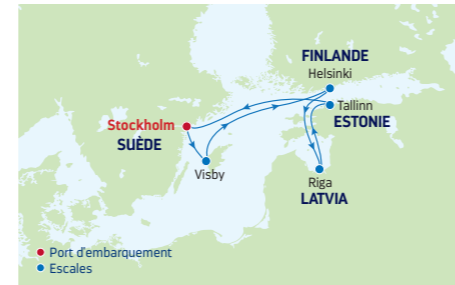 FINLANDE
Helsinki
Tallinn
ESTONIE
Stockholm
SUÈDE
Visby
Riga
LATVIA
Port d'embarquement
Escales